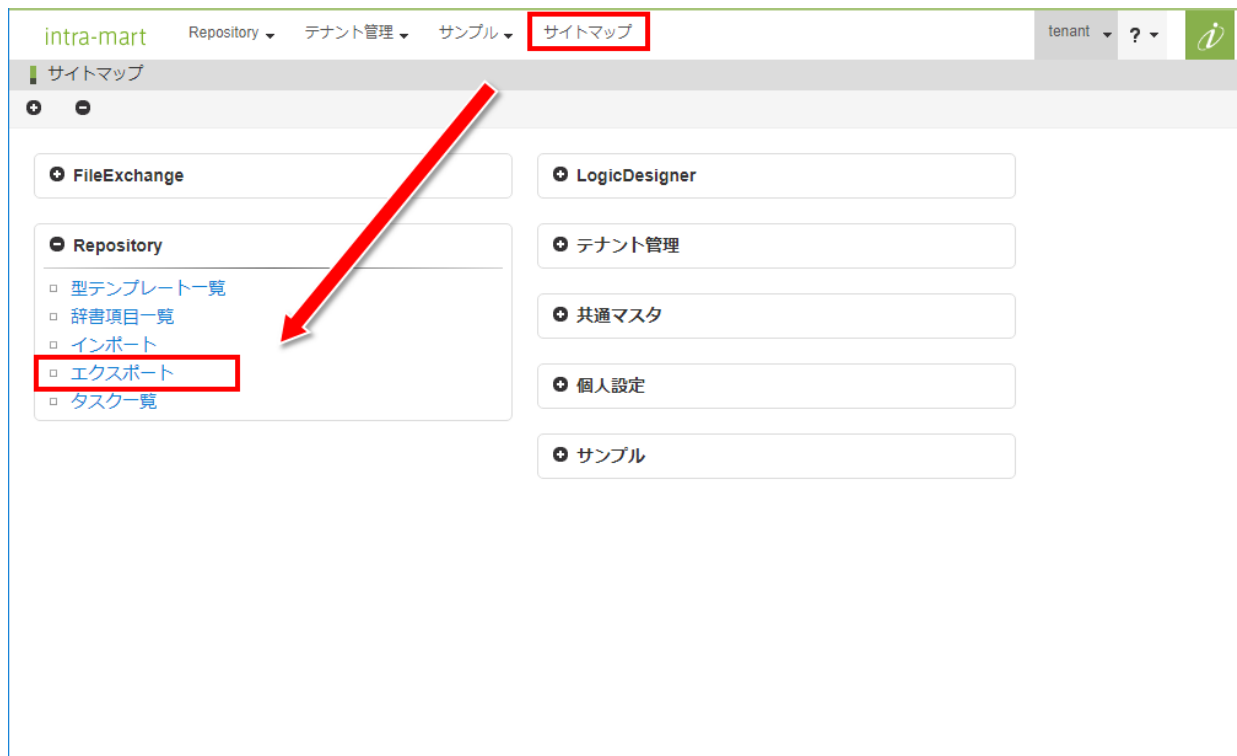 intra-mart Repository テナント管理 サンプル サイトマップ tenant ?
サイトマップ
FileExchange
Repository
型テンプレート一覧
辞書項目一覧
インポート
エクスポート
タスク一覧
LogicDesigner
テナント管理
共通マスタ
個人設定
サンプル